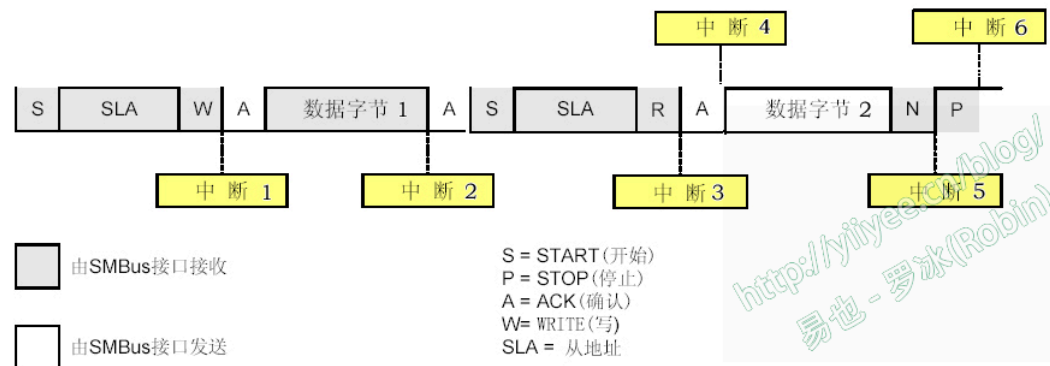 中 断 4
中 断 6
S SLA W A 数据字节 1 A S SLA R A 数据字节 2 N P
中 断 1
中 断 2
中 断 3
中 断 5
由SMBus接口接收
由SMBus接口发送
S = START(开始)
P = STOP(停止)
A = ACK(确认)
W= WRITE(写)
SLA = 从地址
http://yiiyee.cn/blog/
易也 - 罗冰(Robin)